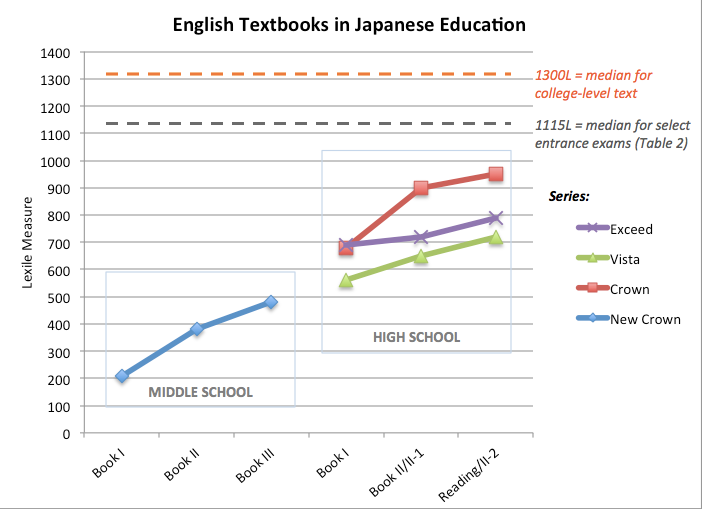 English Textbooks in Japanese Education
1400
1300
1200
1100
1000
900
800
700
600
500
400
300
200
100
0
Lexile Measure
1300L = median for
college-level text
1115L = median for select
entrance exams (Table 2)
Series:
Exceed
Vista
Crown
New Crown
HIGH SCHOOL
MIDDLE SCHOOL
Book I
Book II
Book III
Book I
Book II/II-1
Reading/II-2